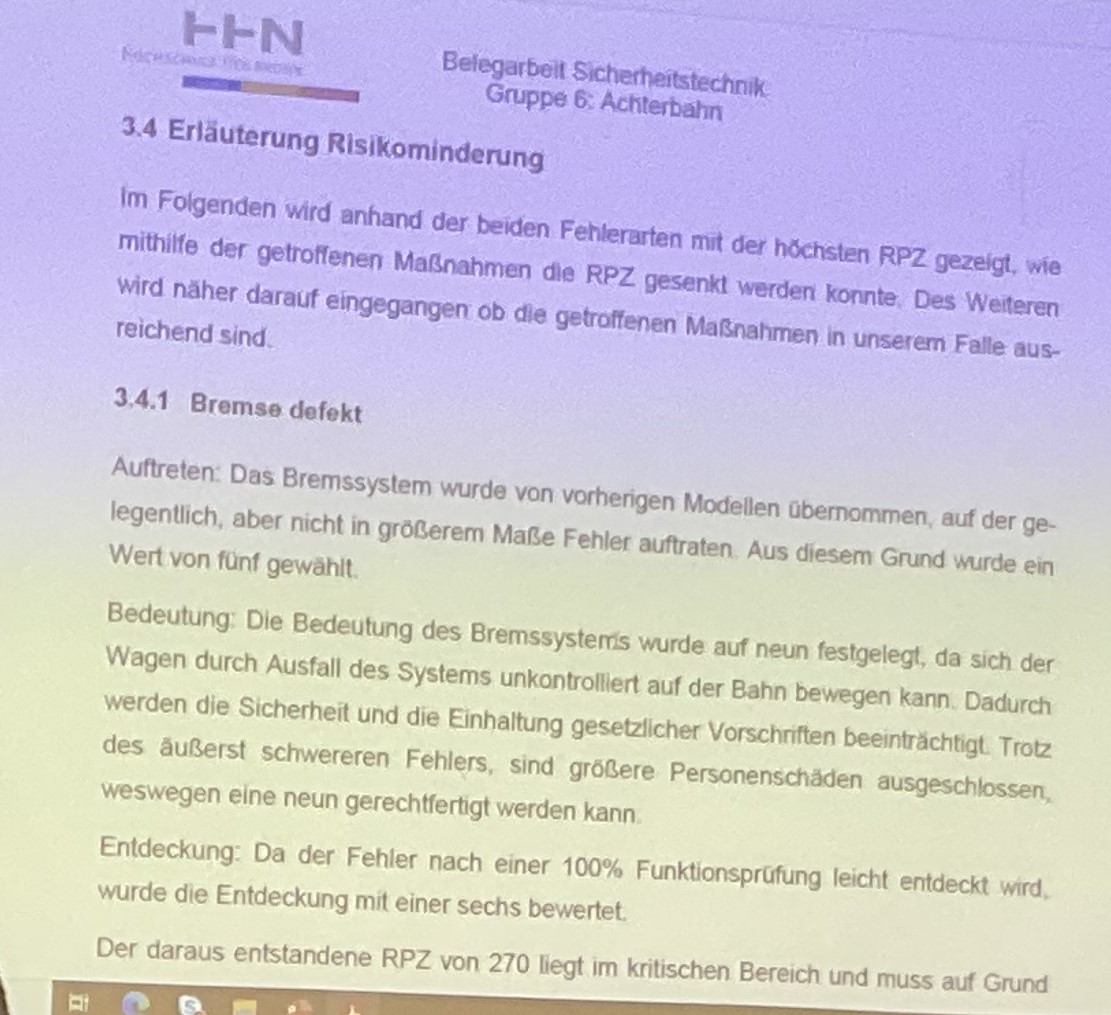 HHN
Belegarbeit Sicherheitstechnik
Gruppe 6: Achterbahn
3.4 Erläuterung Risikominderung
Im Folgenden wird anhand der beiden Fehlerarten mit der höchsten RPZ gezeigt, wie
mithilfe der getroffenen Maßnahmen die RPZ gesenkt werden konnte. Des Weiteren
wird näher darauf eingegangen ob die getroffenen Maßnahmen in unserem Falle aus-
reichend sind.
3.4.1 Bremse defekt
Auftreten: Das Bremssystem wurde von vorherigen Modellen übernommen, auf der ge-
legentlich, aber nicht in größerem Maße Fehler auftraten. Aus diesem Grund wurde ein
Wert von fünf gewählt.
Bedeutung: Die Bedeutung des Bremssystems wurde auf neun festgelegt, da sich der
Wagen durch Ausfall des Systems unkontrolliert auf der Bahn bewegen kann. Dadurch
werden die Sicherheit und die Einhaltung gesetzlicher Vorschriften beeinträchtigt. Trotz
des äußerst schwereren Fehlers, sind größere Personenschäden ausgeschlossen,
weswegen eine neun gerechtfertigt werden kann.
Entdeckung: Da der Fehler nach einer 100% Funktionsprüfung leicht entdeckt wird,
wurde die Entdeckung mit einer sechs bewertet.
Der daraus entstandene RPZ von 270 liegt im kritischen Bereich und muss auf Grund